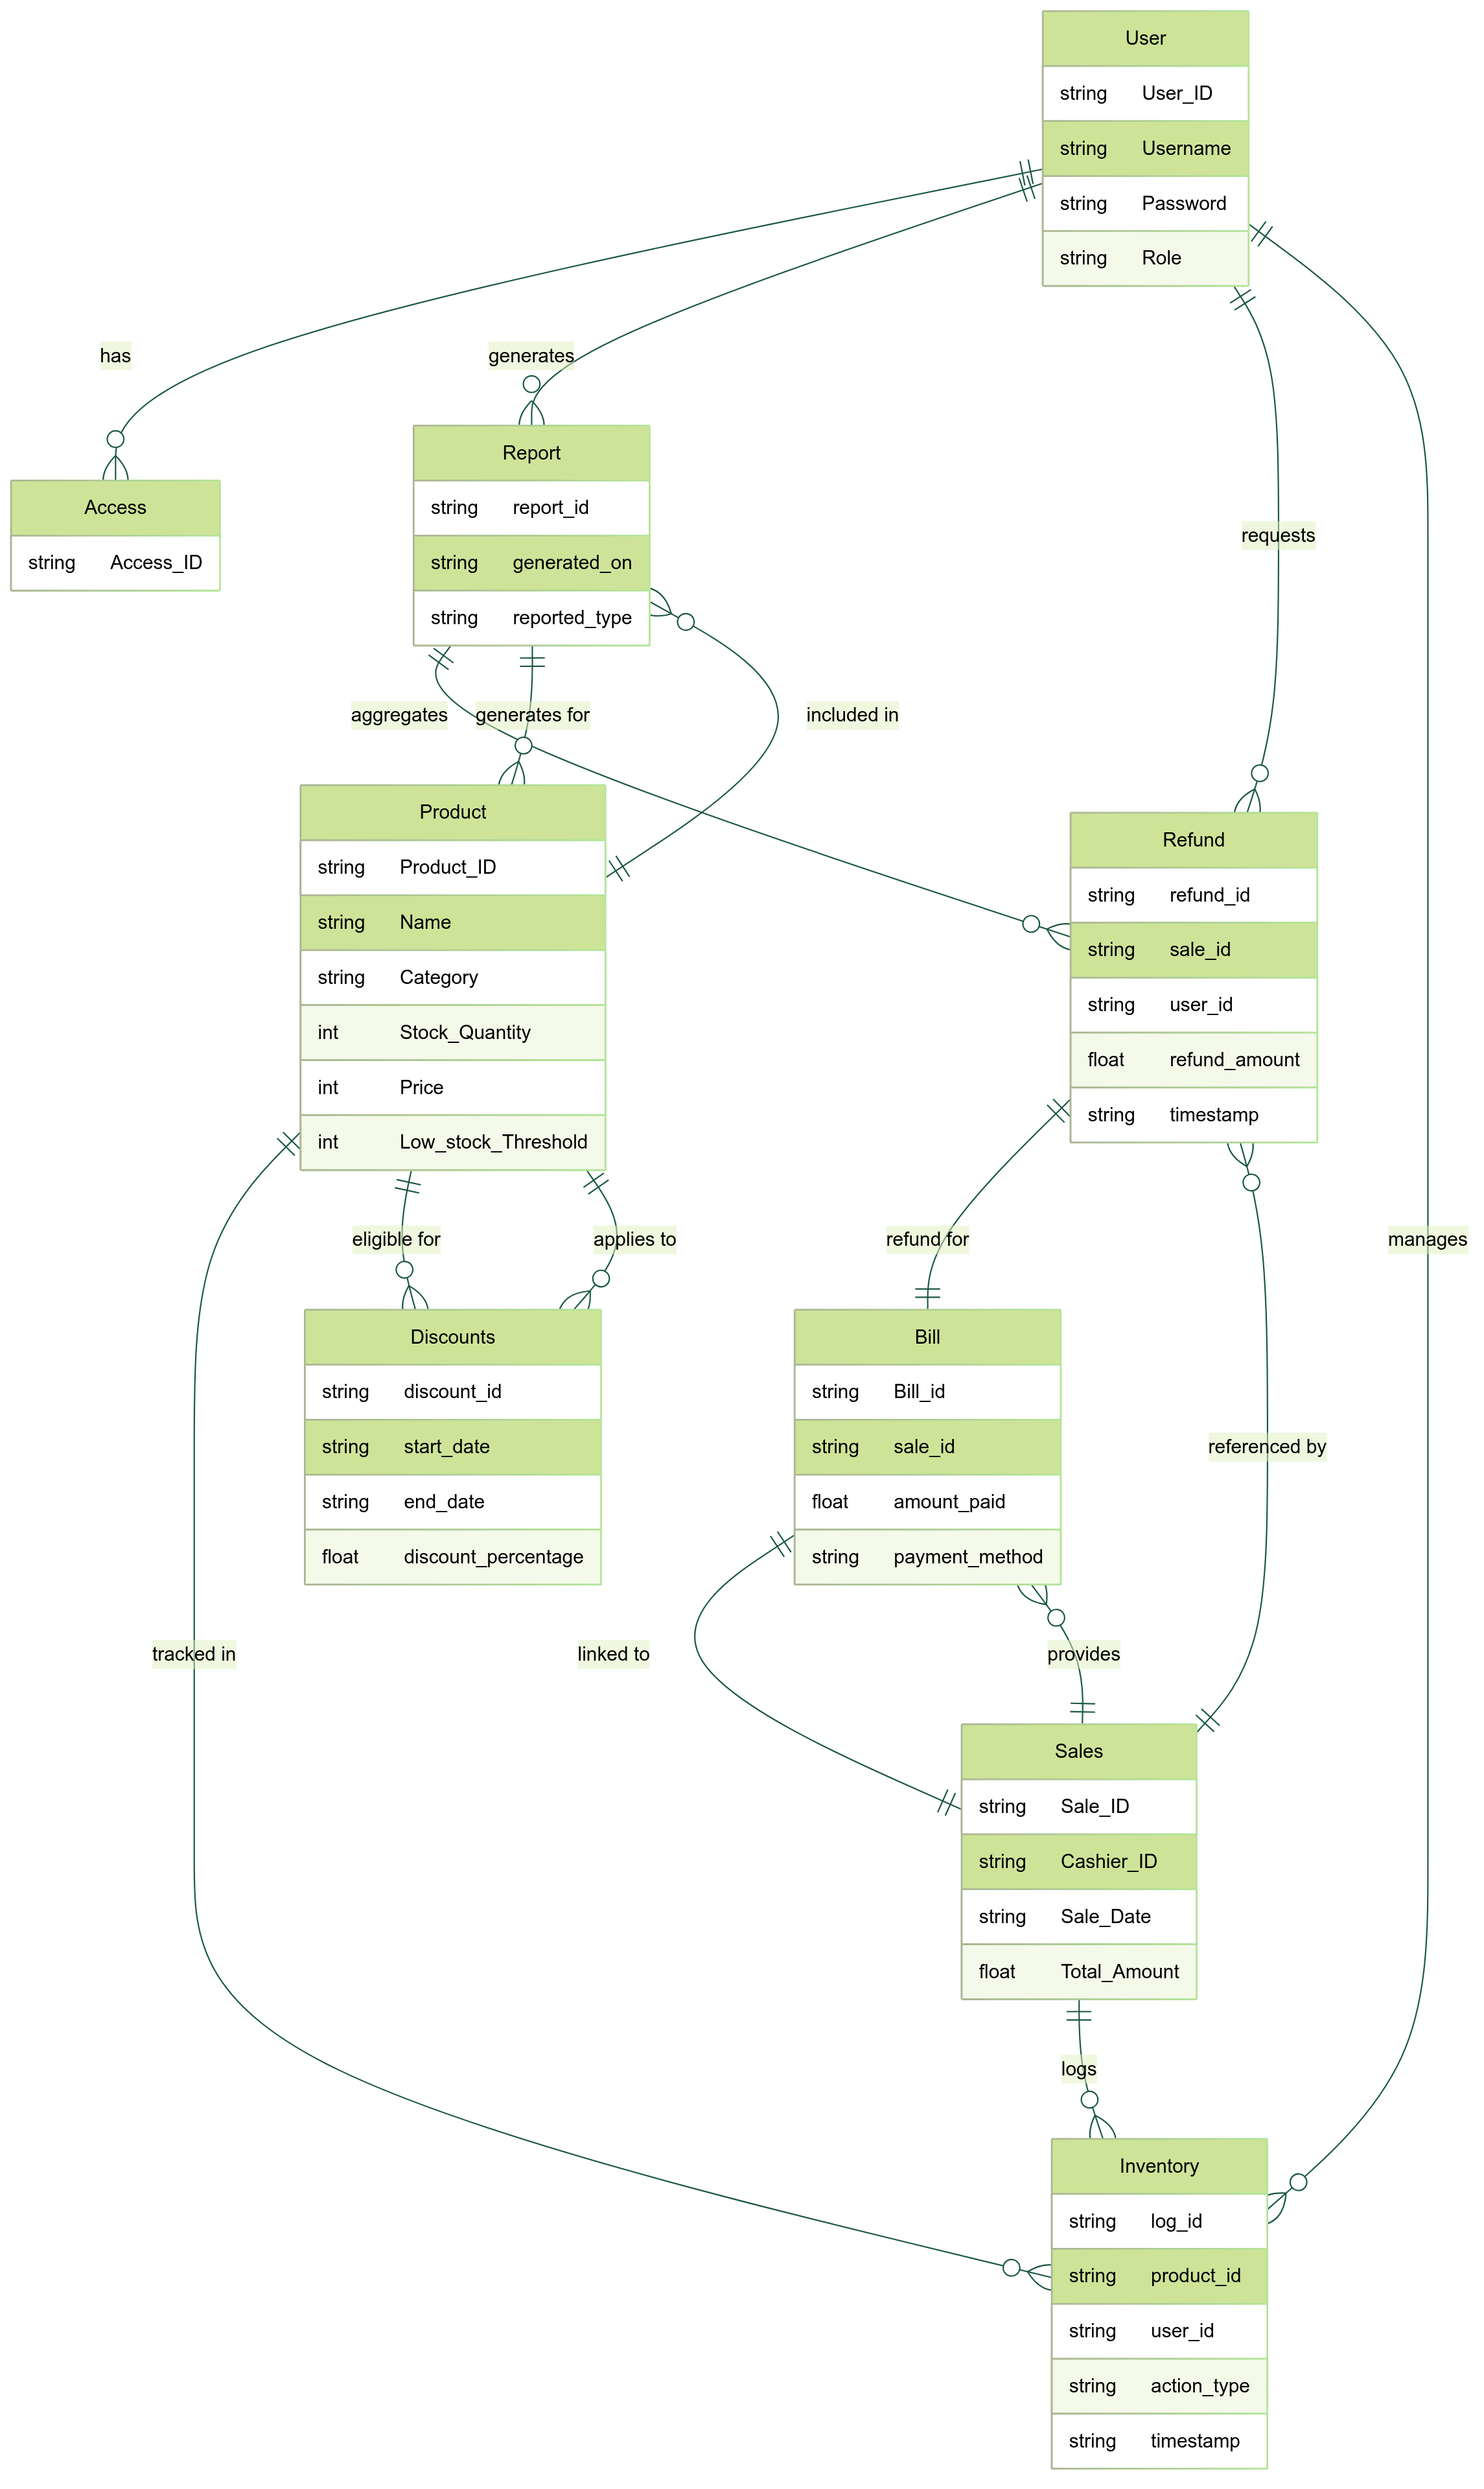 User
string User_ID
string Username
string Password
string Role
has
generates
Report
string report_id
string generated_on
string reported_type
Access
string Access_ID
requests
aggregates
generates for
included in
Product
string Product_ID
string Name
string Category
int Stock_Quantity
int Price
int Low_stock_Threshold
Refund
string refund_id
string sale_id
string user_id
float refund_amount
string timestamp
eligible for
applies to
refund for
manages
Discounts
string discount_id
string start_date
string end_date
float discount_percentage
Bill
string Bill_id
string sale_id
float amount_paid
string payment_method
referenced by
tracked in
linked to
provides
Sales
string Sale_ID
string Cashier_ID
string Sale_Date
float Total_Amount
logs
Inventory
string log_id
string product_id
string user_id
string action_type
string timestamp